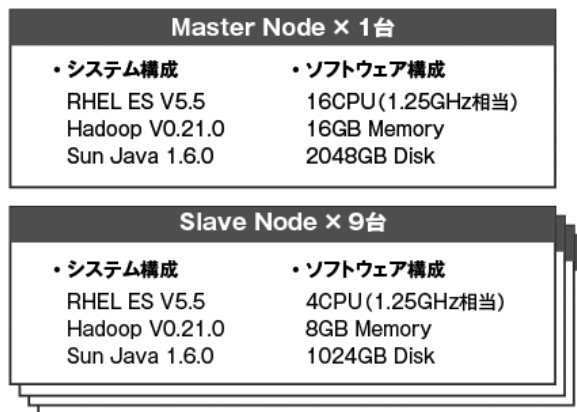 Master Node × 1台
・システム構成
RHEL ES V5.5
Hadoop V0.21.0
Sun Java 1.6.0
・ソフトウェア構成
16CPU(1.25GHz相当)
16GB Memory
2048GB Disk
Slave Node × 9台
・システム構成
RHEL ES V5.5
Hadoop V0.21.0
Sun Java 1.6.0
・ソフトウェア構成
4CPU(1.25GHz相当)
8GB Memory
1024GB Disk